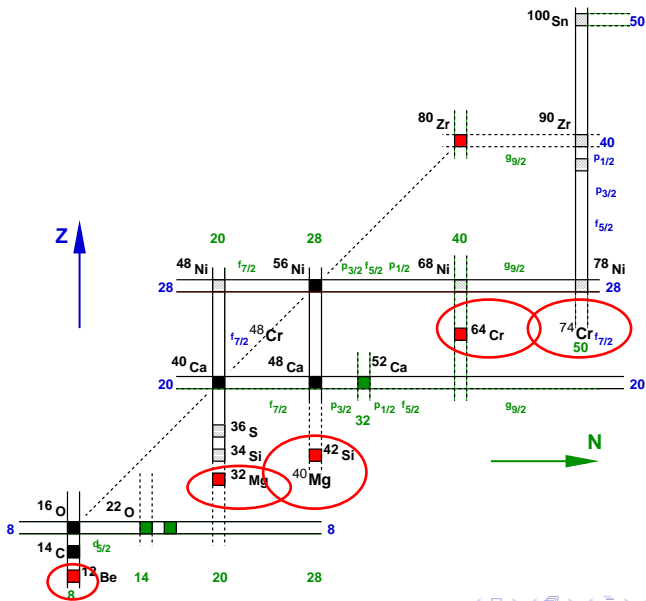 100Sn 50
80Zr 90Zr 40
g9/2 p1/2
p3/2
Z 20 28 40 f5/2
48Ni f7/2 56Ni p3/2 f5/2 p1/2 68Ni g9/2 78Ni
28 28
f7/2 48Cr 64Cr 74Cr f7/2
40Ca 48Ca 52Ca 50
20 20
f7/2 p3/2 p1/2 f5/2 g9/2
32
36S
34Si 42Si N
32Mg 40Mg
16O 22O
8 8
14C d5/2
12Be 14 20 28
8